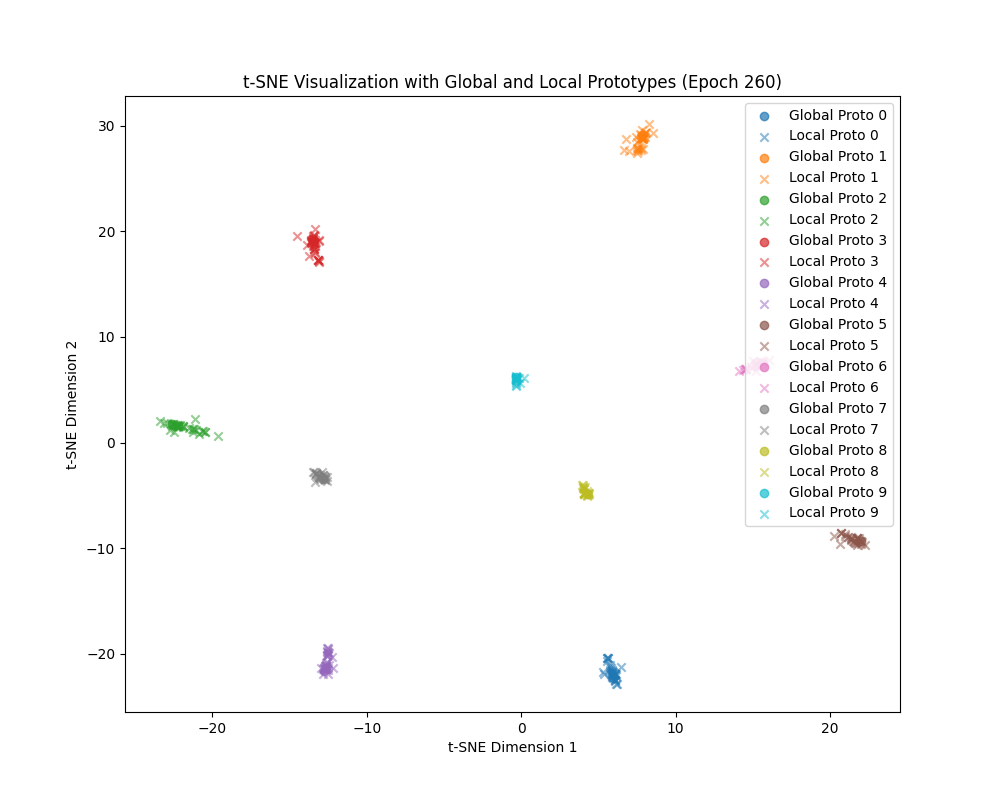 t-SNE Visualization with Global and Local Prototypes (Epoch 260)
30
20
10
0
−10
−20
t-SNE Dimension 2
−20
−10
0
10
20
t-SNE Dimension 1
Global Proto 0
Local Proto 0
Global Proto 1
Local Proto 1
Global Proto 2
Local Proto 2
Global Proto 3
Local Proto 3
Global Proto 4
Local Proto 4
Global Proto 5
Local Proto 5
Global Proto 6
Local Proto 6
Global Proto 7
Local Proto 7
Global Proto 8
Local Proto 8
Global Proto 9
Local Proto 9